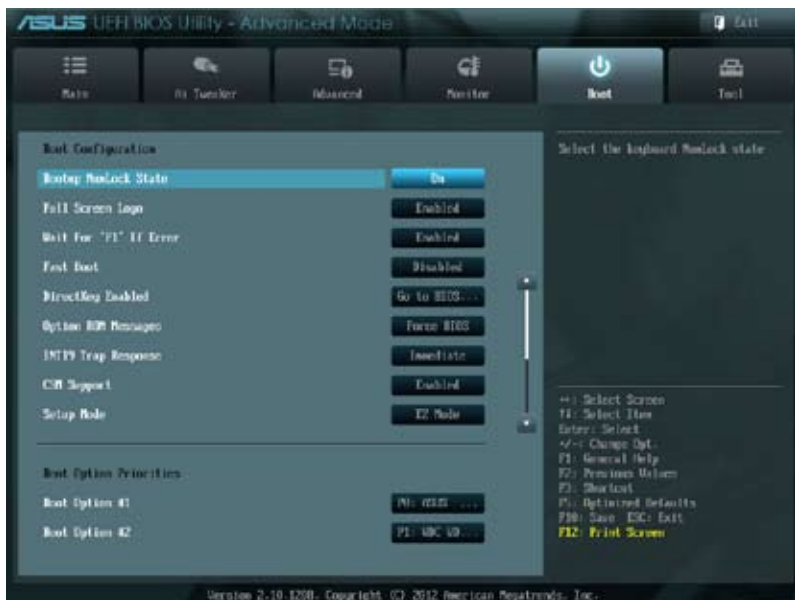 ASUS UEFI BIOS Utility - Advanced Mode
Exit
Main
Ai Tweaker
Advanced
Monitor
Boot
Tool
Boot Configuration
Select the keyboard NumLock state
Bootup NumLock State
On
Full Screen Logo
Enabled
Wait For 'F1' If Error
Enabled
Fast Boot
Disabled
DirectKey Enabled
Go to BIOS...
Option ROM Messages
Force BIOS
INT19 Trap Response
Immediate
CSM Support
Enabled
Setup Mode
EZ Mode
Boot Option Priorities
Boot Option #1
P0: ASUS ...
Boot Option #2
P1: WDC WD...
→←: Select Screen
↑↓: Select Item
Enter: Select
+/-: Change Opt.
F1: General Help
F2: Previous Values
F3: Shortcut
F5: Optimized Defaults
F10: Save ESC: Exit
F12: Print Screen
Version 2.10.1208. Copyright (C) 2012 American Megatrends, Inc.